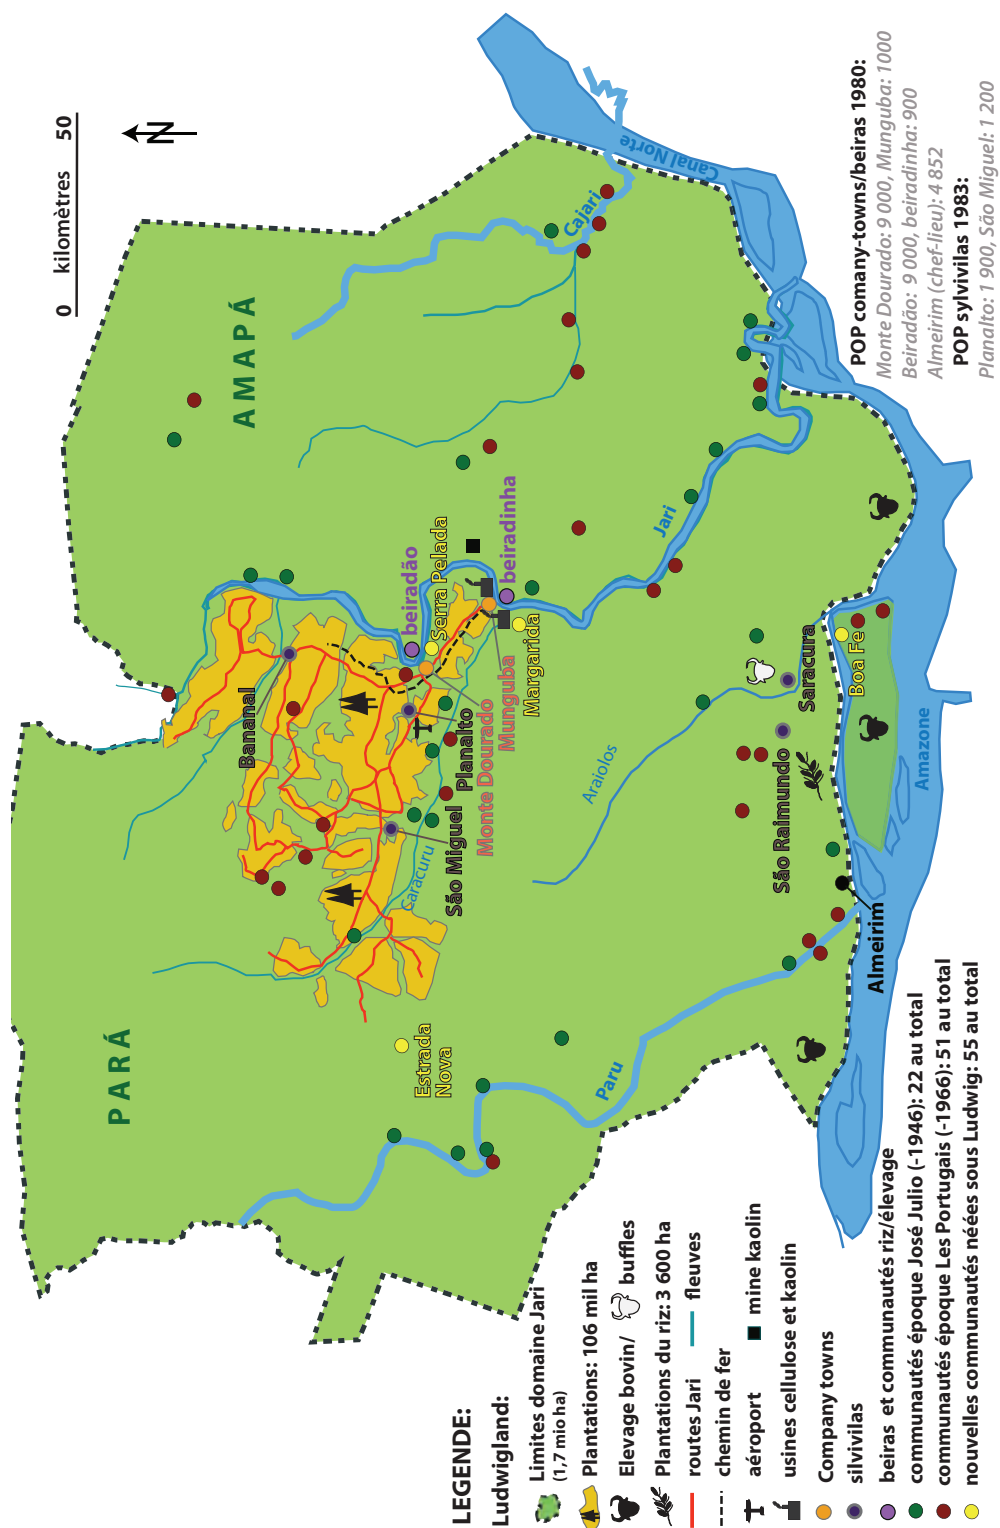 PARÁ
AMAPÁ
0 50
kilomètres
N
Canal Norte
Cajari
Jari
beiradão
Serra Pelada
beiradinha
Bananal
Planalto
Monte Dourado
Munguba
Margarida
São Miguel
Caracuru
Araiolos
Estrada
Nova
Paru
São Raimundo
Saracura
Boa Fe
Almeirim
Amazone
POP comany-towns/beiras 1980:
Monte Dourado: 9 000, Munguba: 1000
Beiradão: 9 000, beiradinha: 900
Almeirim (chef-lieu): 4 852
POP sylvivilas 1983:
Planalto: 1 900, São Miguel: 1 200
LEGENDE:
Ludwigland:
Limites domaine Jari
(1,7 mio ha)
Plantations: 106 mil ha
Elevage bovin/ buffles
Plantations du riz: 3 600 ha
routes Jari fleuves
chemin de fer
aéroport mine kaolin
usines cellulose et kaolin
Company towns
silvivilas
beiras et communautés riz/élevage
communautés époque José Julio (-1946): 22 au total
communautés époque Les Portugais (-1966): 51 au total
nouvelles communautés néées sous Ludwig: 55 au total